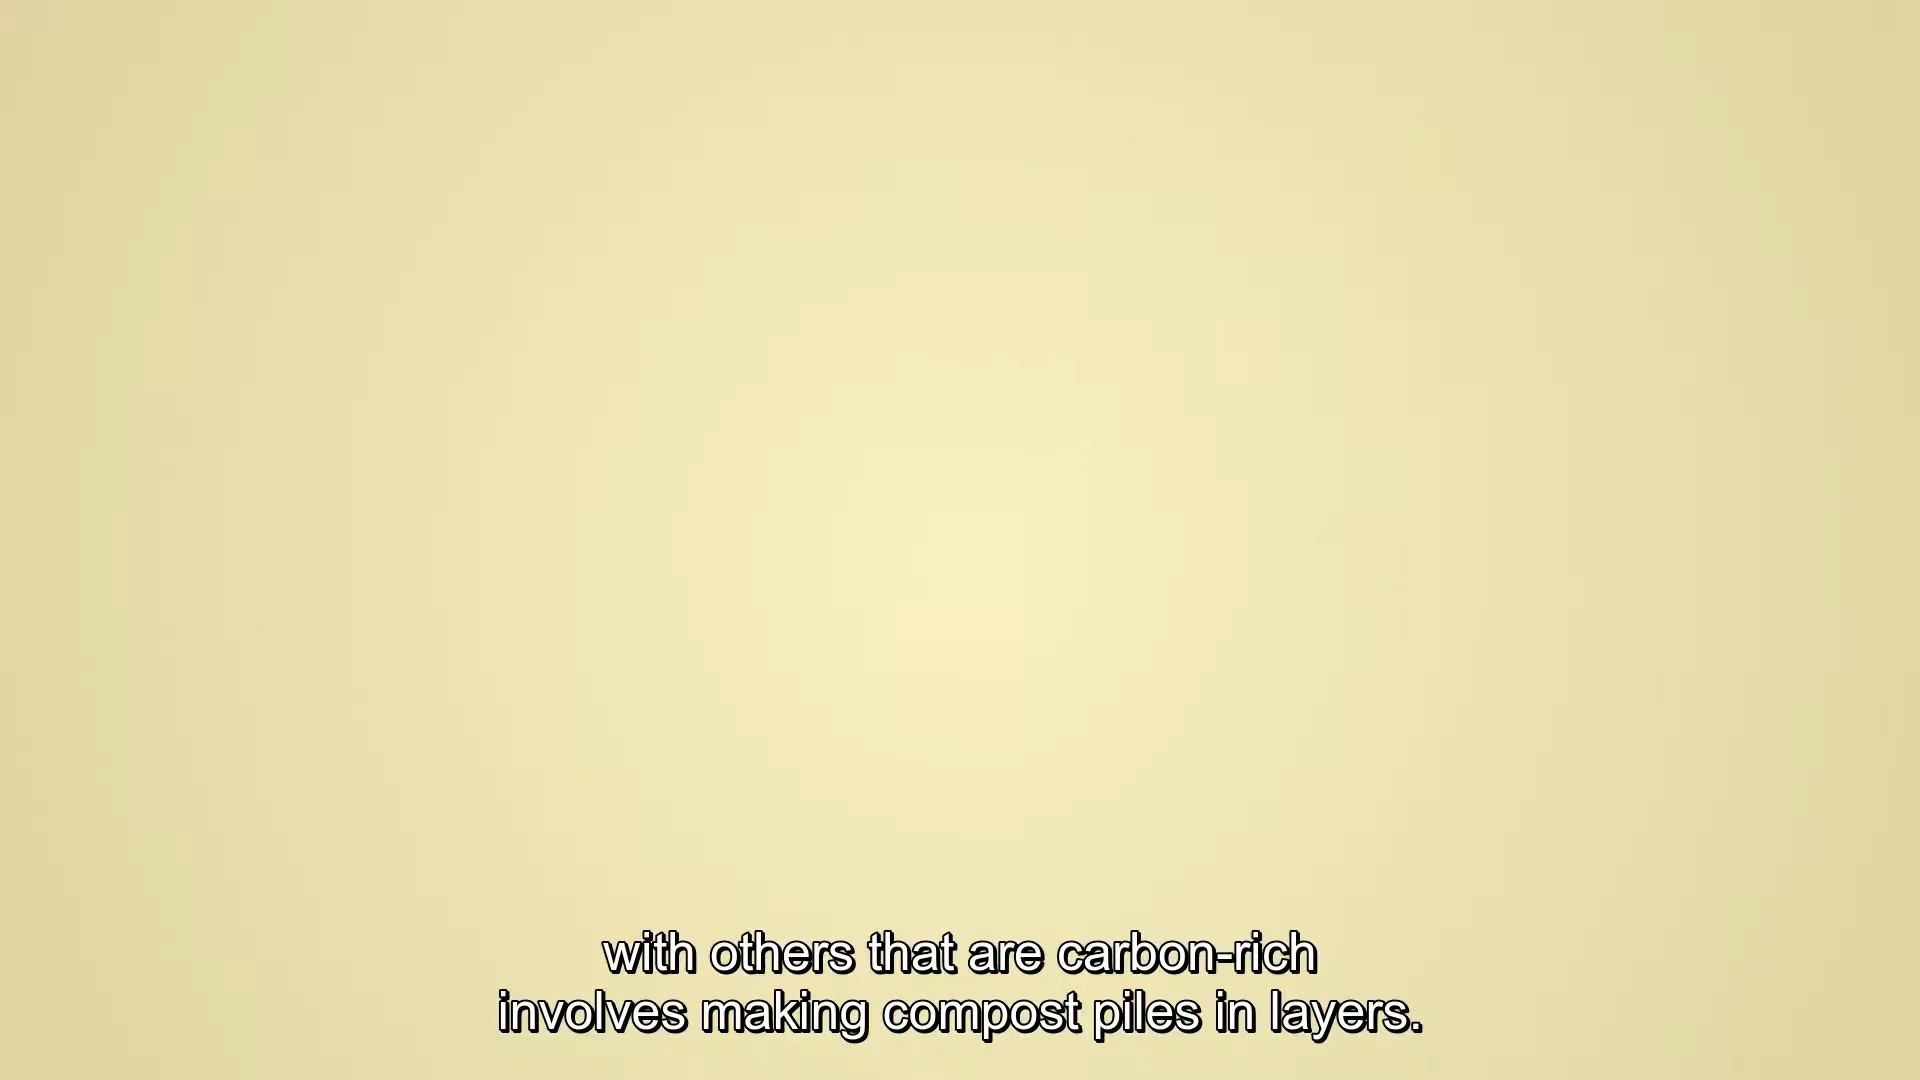 with others that are carbon-rich
involves making compost piles in layers.